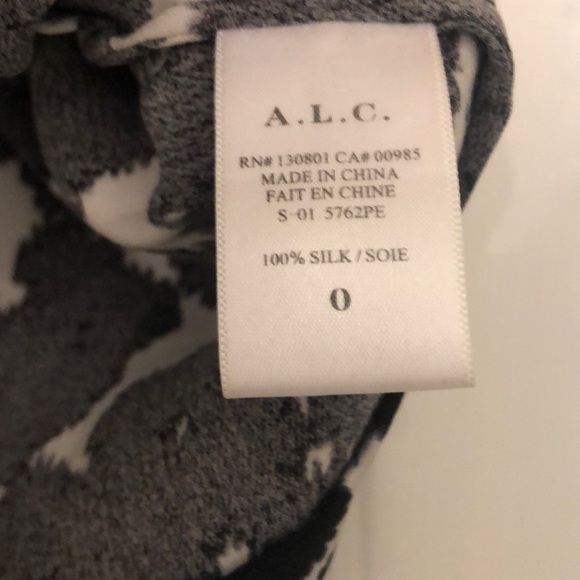 A.L.C.
RN# 130801 CA# 00985
MADE IN CHINA
FAIT EN CHINE
S-01 5762PE
100% SILK / SOIE
0